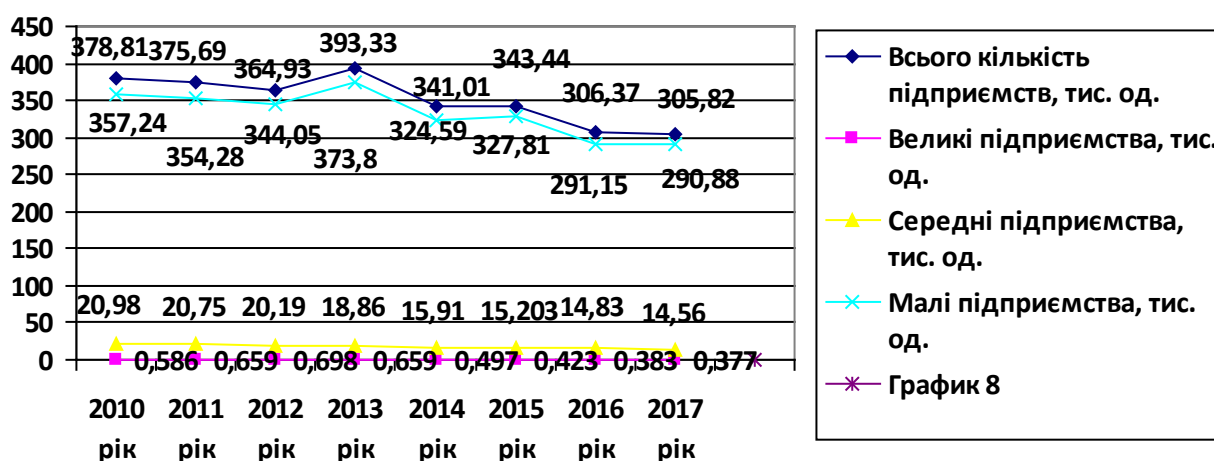 450
400
350
300
250
200
150
100
50
0
378,81 375,69 364,93 393,33 341,01 343,44 306,37 305,82
357,24 354,28 344,05 373,8 324,59 327,81 291,15 290,88
20,98 20,75 20,19 18,86 15,91 15,203 14,83 14,56
0,586 0,659 0,698 0,659 0,497 0,423 0,383 0,377
2010 2011 2012 2013 2014 2015 2016 2017
рік рік рік рік рік рік рік рік
Всього кількість
підприємств, тис. од.
Великі підприємства, тис.
од.
Середні підприємства,
тис. од.
Малі підприємства, тис.
од.
График 8